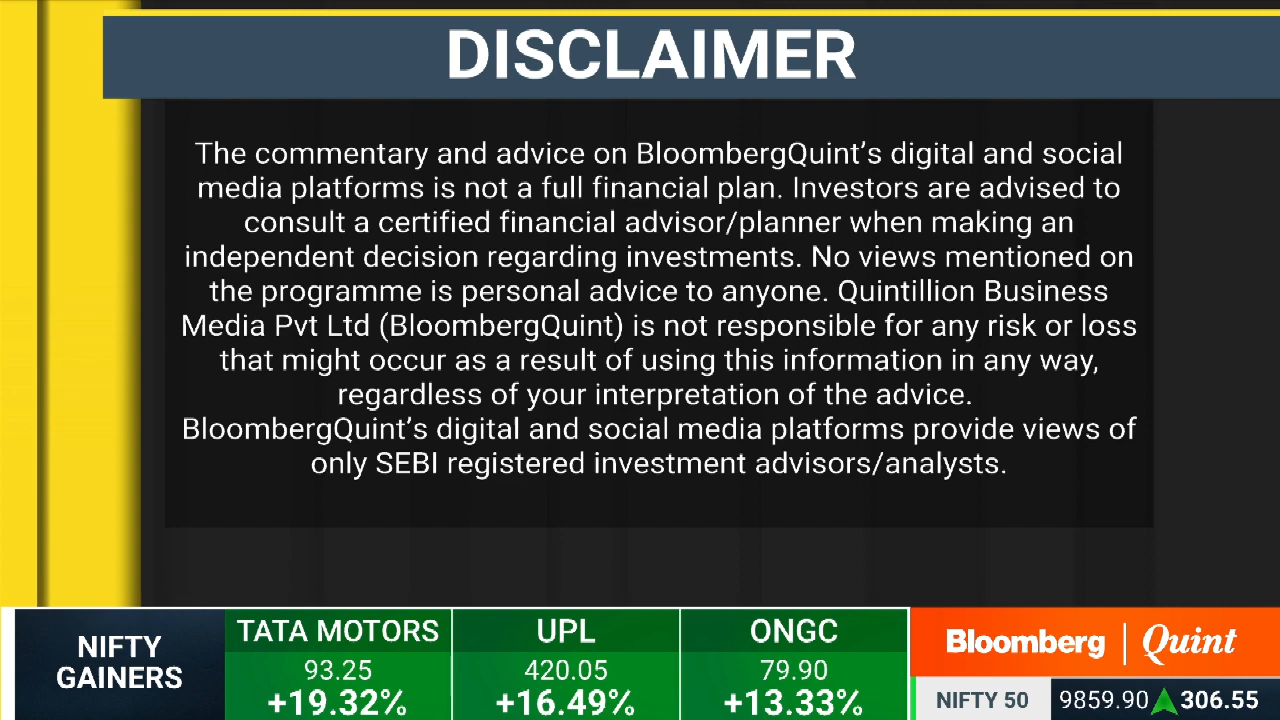 DISCLAIMER
The commentary and advice on BloombergQuint's digital and social
media platforms is not a full financial plan. Investors are advised to
consult a certified financial advisor/planner when making an
independent decision regarding investments. No views mentioned on
the programme is personal advice to anyone. Quintillion Business
Media Pvt Ltd (BloombergQuint) is not responsible for any risk or loss
that might occur as a result of using this information in any way,
regardless of your interpretation of the advice.
BloombergQuint's digital and social media platforms provide views of
only SEBI registered investment advisors/analysts.
NIFTY
GAINERS
TATA MOTORS
93.25
+19.32%
UPL
420.05
+16.49%
ONGC
79.90
+13.33%
Bloomberg | Quint
NIFTY 50 9859.90 306.55